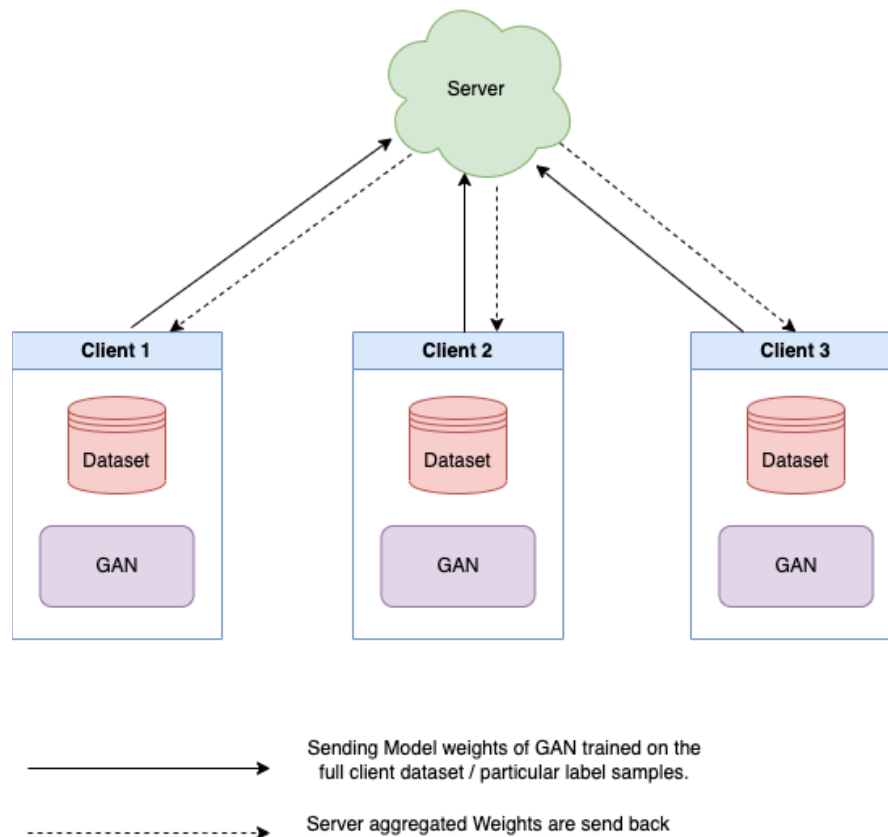 Server
Client 1
Client 2
Client 3
Dataset
Dataset
Dataset
GAN
GAN
GAN
Sending Model weights of GAN trained on the
full client dataset / particular label samples.
Server aggregated Weights are send back